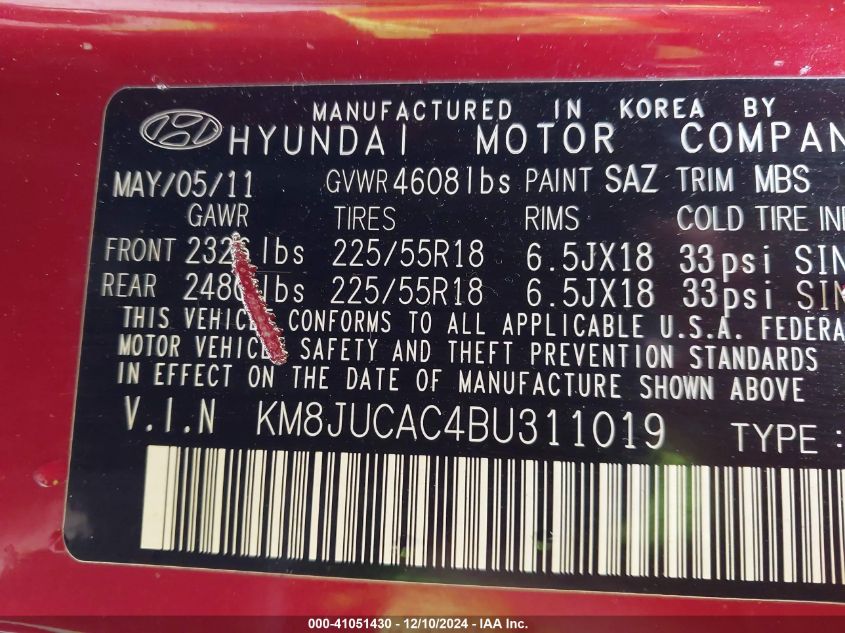 MANUFACTURED IN KOREA BY
HYUNDAI MOTOR COMPAN
MAY/05/11 GVWR 4608lbs PAINT SAZ TRIM MBS
GAWR TIRES RIMS COLD TIRE IN
FRONT lbs 225/55R18 6.5JX18 33psi SIN
REAR lbs 225/55R18 6.5JX18 33psi SIN
THIS VEHICLE CONFORMS TO ALL APPLICABLE U.S.A. FEDERA
MOTOR VEHICLE SAFETY AND THEFT PREVENTION STANDARDS
IN EFFECT ON THE DATE OF MANUFACTURE SHOWN ABOVE.
V.I.N KM8JUCAC4BU311019 TYPE :
000-41051430 - 12/10/2024 - IAA Inc.